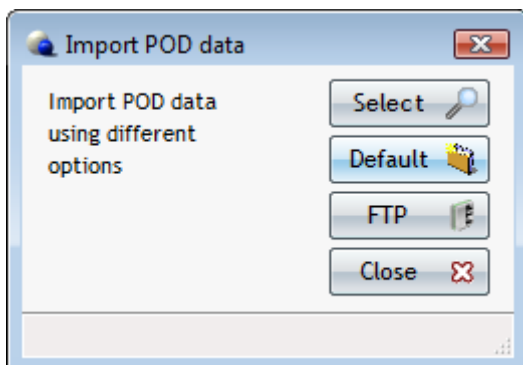 Import POD data
Import POD data
using different
options
Select
Default
FTP
Close